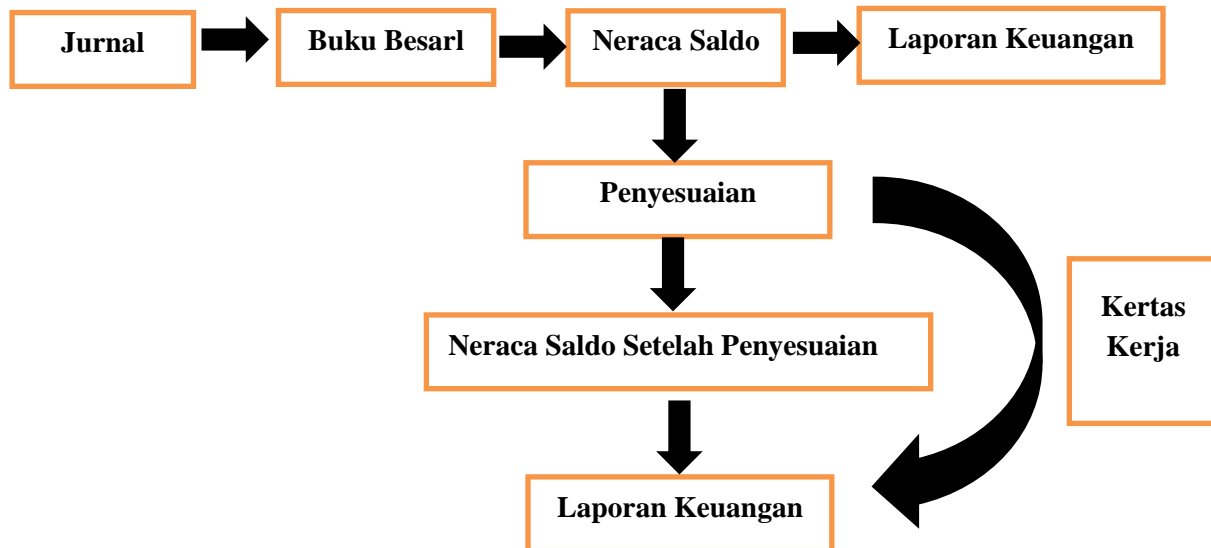 Jurnal
Buku Besarl
Neraca Saldo
Laporan Keuangan
Penyesuaian
Kertas
Kerja
Neraca Saldo Setelah Penyesuaian
Laporan Keuangan